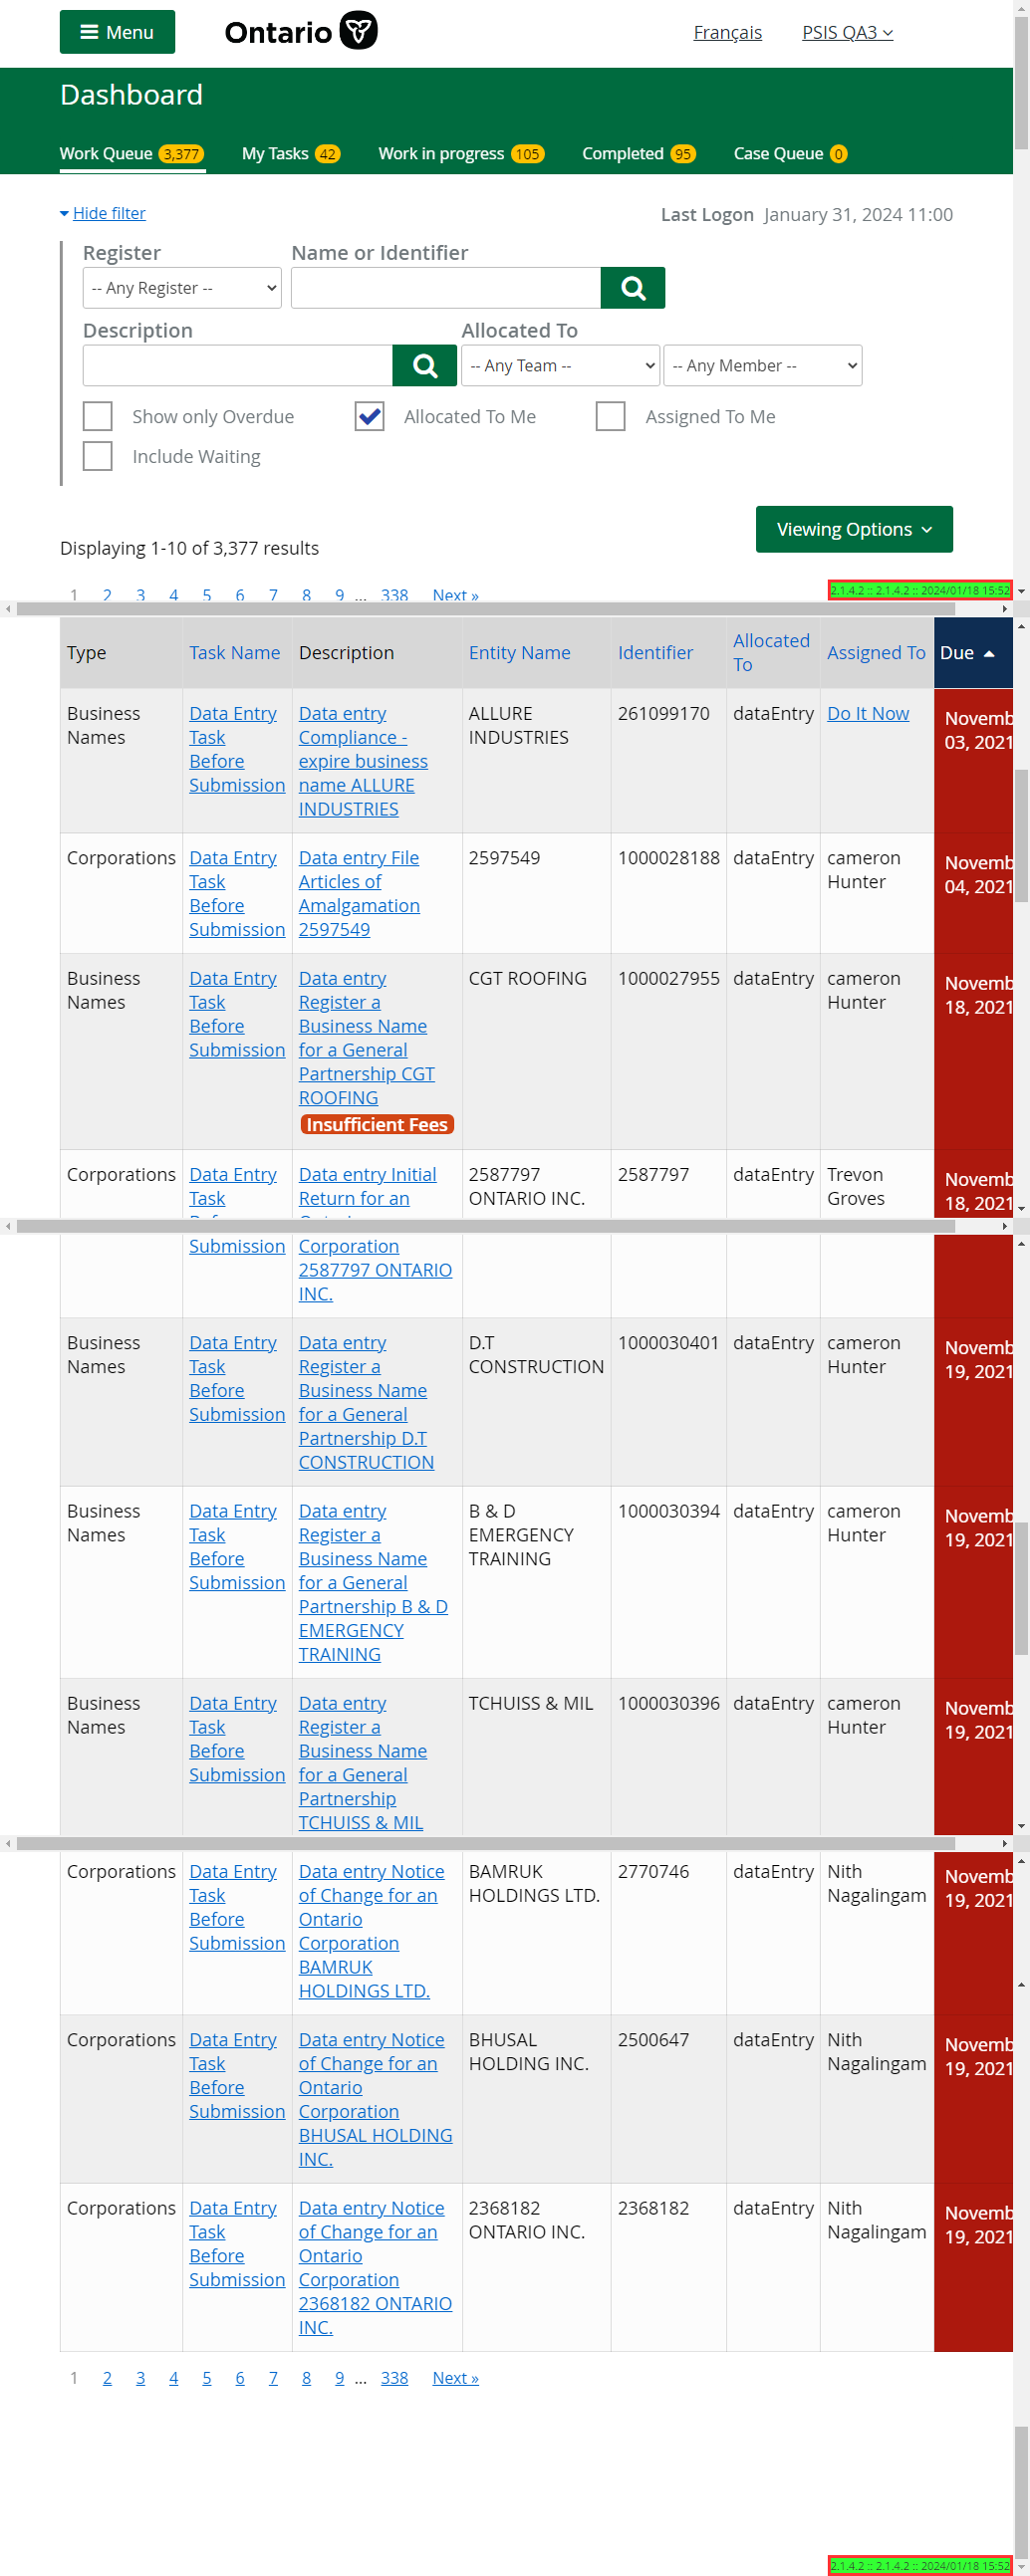 Menu
Ontario
Français
PSIS QA3
Dashboard
Work Queue 3,377
My Tasks 42
Work in progress 105
Completed 95
Case Queue 0
Hide filter
Last Logon January 31, 2024 11:00
Register
Name or Identifier
-- Any Register --
Description
Allocated To
-- Any Team --
-- Any Member --
Show only Overdue
Allocated To Me
Assigned To Me
Include Waiting
Viewing Options
Displaying 1-10 of 3,377 results
1 2 3 4 5 6 7 8 9 ... 338 Next »
2.1.4.2 :: 2.1.4.2 :: 2024/01/18 15:52
Type
Task Name
Description
Entity Name
Identifier
Allocated
To
Assigned To
Due
Business
Names
Data Entry
Task
Before
Submission
Data entry
Compliance -
expire business
name ALLURE
INDUSTRIES
ALLURE
INDUSTRIES
261099170
dataEntry
Do It Now
Novemb
03, 2021
Corporations
Data Entry
Task
Before
Submission
Data entry File
Articles of
Amalgamation
2597549
2597549
1000028188
dataEntry
cameron
Hunter
Novemb
04, 2021
Business
Names
Data Entry
Task
Before
Submission
Data entry
Register a
Business Name
for a General
Partnership CGT
ROOFING
Insufficient Fees
CGT ROOFING
1000027955
dataEntry
cameron
Hunter
Novemb
18, 2021
Corporations
Data Entry
Task
Submission
Data entry Initial
Return for an
Corporation
2587797 ONTARIO
INC.
2587797
ONTARIO INC.
2587797
dataEntry
Trevon
Groves
Novemb
18, 2021
Business
Names
Data Entry
Task
Before
Submission
Data entry
Register a
Business Name
for a General
Partnership D.T
CONSTRUCTION
D.T
CONSTRUCTION
1000030401
dataEntry
cameron
Hunter
Novemb
19, 2021
Business
Names
Data Entry
Task
Before
Submission
Data entry
Register a
Business Name
for a General
Partnership B & D
EMERGENCY
TRAINING
B & D
EMERGENCY
TRAINING
1000030394
dataEntry
cameron
Hunter
Novemb
19, 2021
Business
Names
Data Entry
Task
Before
Submission
Data entry
Register a
Business Name
for a General
Partnership
TCHUISS & MIL
TCHUISS & MIL
1000030396
dataEntry
cameron
Hunter
Novemb
19, 2021
Corporations
Data Entry
Task
Before
Submission
Data entry Notice
of Change for an
Ontario
Corporation
BAMRUK
HOLDINGS LTD.
BAMRUK
HOLDINGS LTD.
2770746
dataEntry
Nith
Nagalingam
Novemb
19, 2021
Corporations
Data Entry
Task
Before
Submission
Data entry Notice
of Change for an
Ontario
Corporation
BHUSAL HOLDING
INC.
BHUSAL
HOLDING INC.
2500647
dataEntry
Nith
Nagalingam
Novemb
19, 2021
Corporations
Data Entry
Task
Before
Submission
Data entry Notice
of Change for an
Ontario
Corporation
2368182 ONTARIO
INC.
2368182
ONTARIO INC.
2368182
dataEntry
Nith
Nagalingam
Novemb
19, 2021
1 2 3 4 5 6 7 8 9 ... 338 Next »
2.1.4.2 :: 2.1.4.2 :: 2024/01/18 15:52